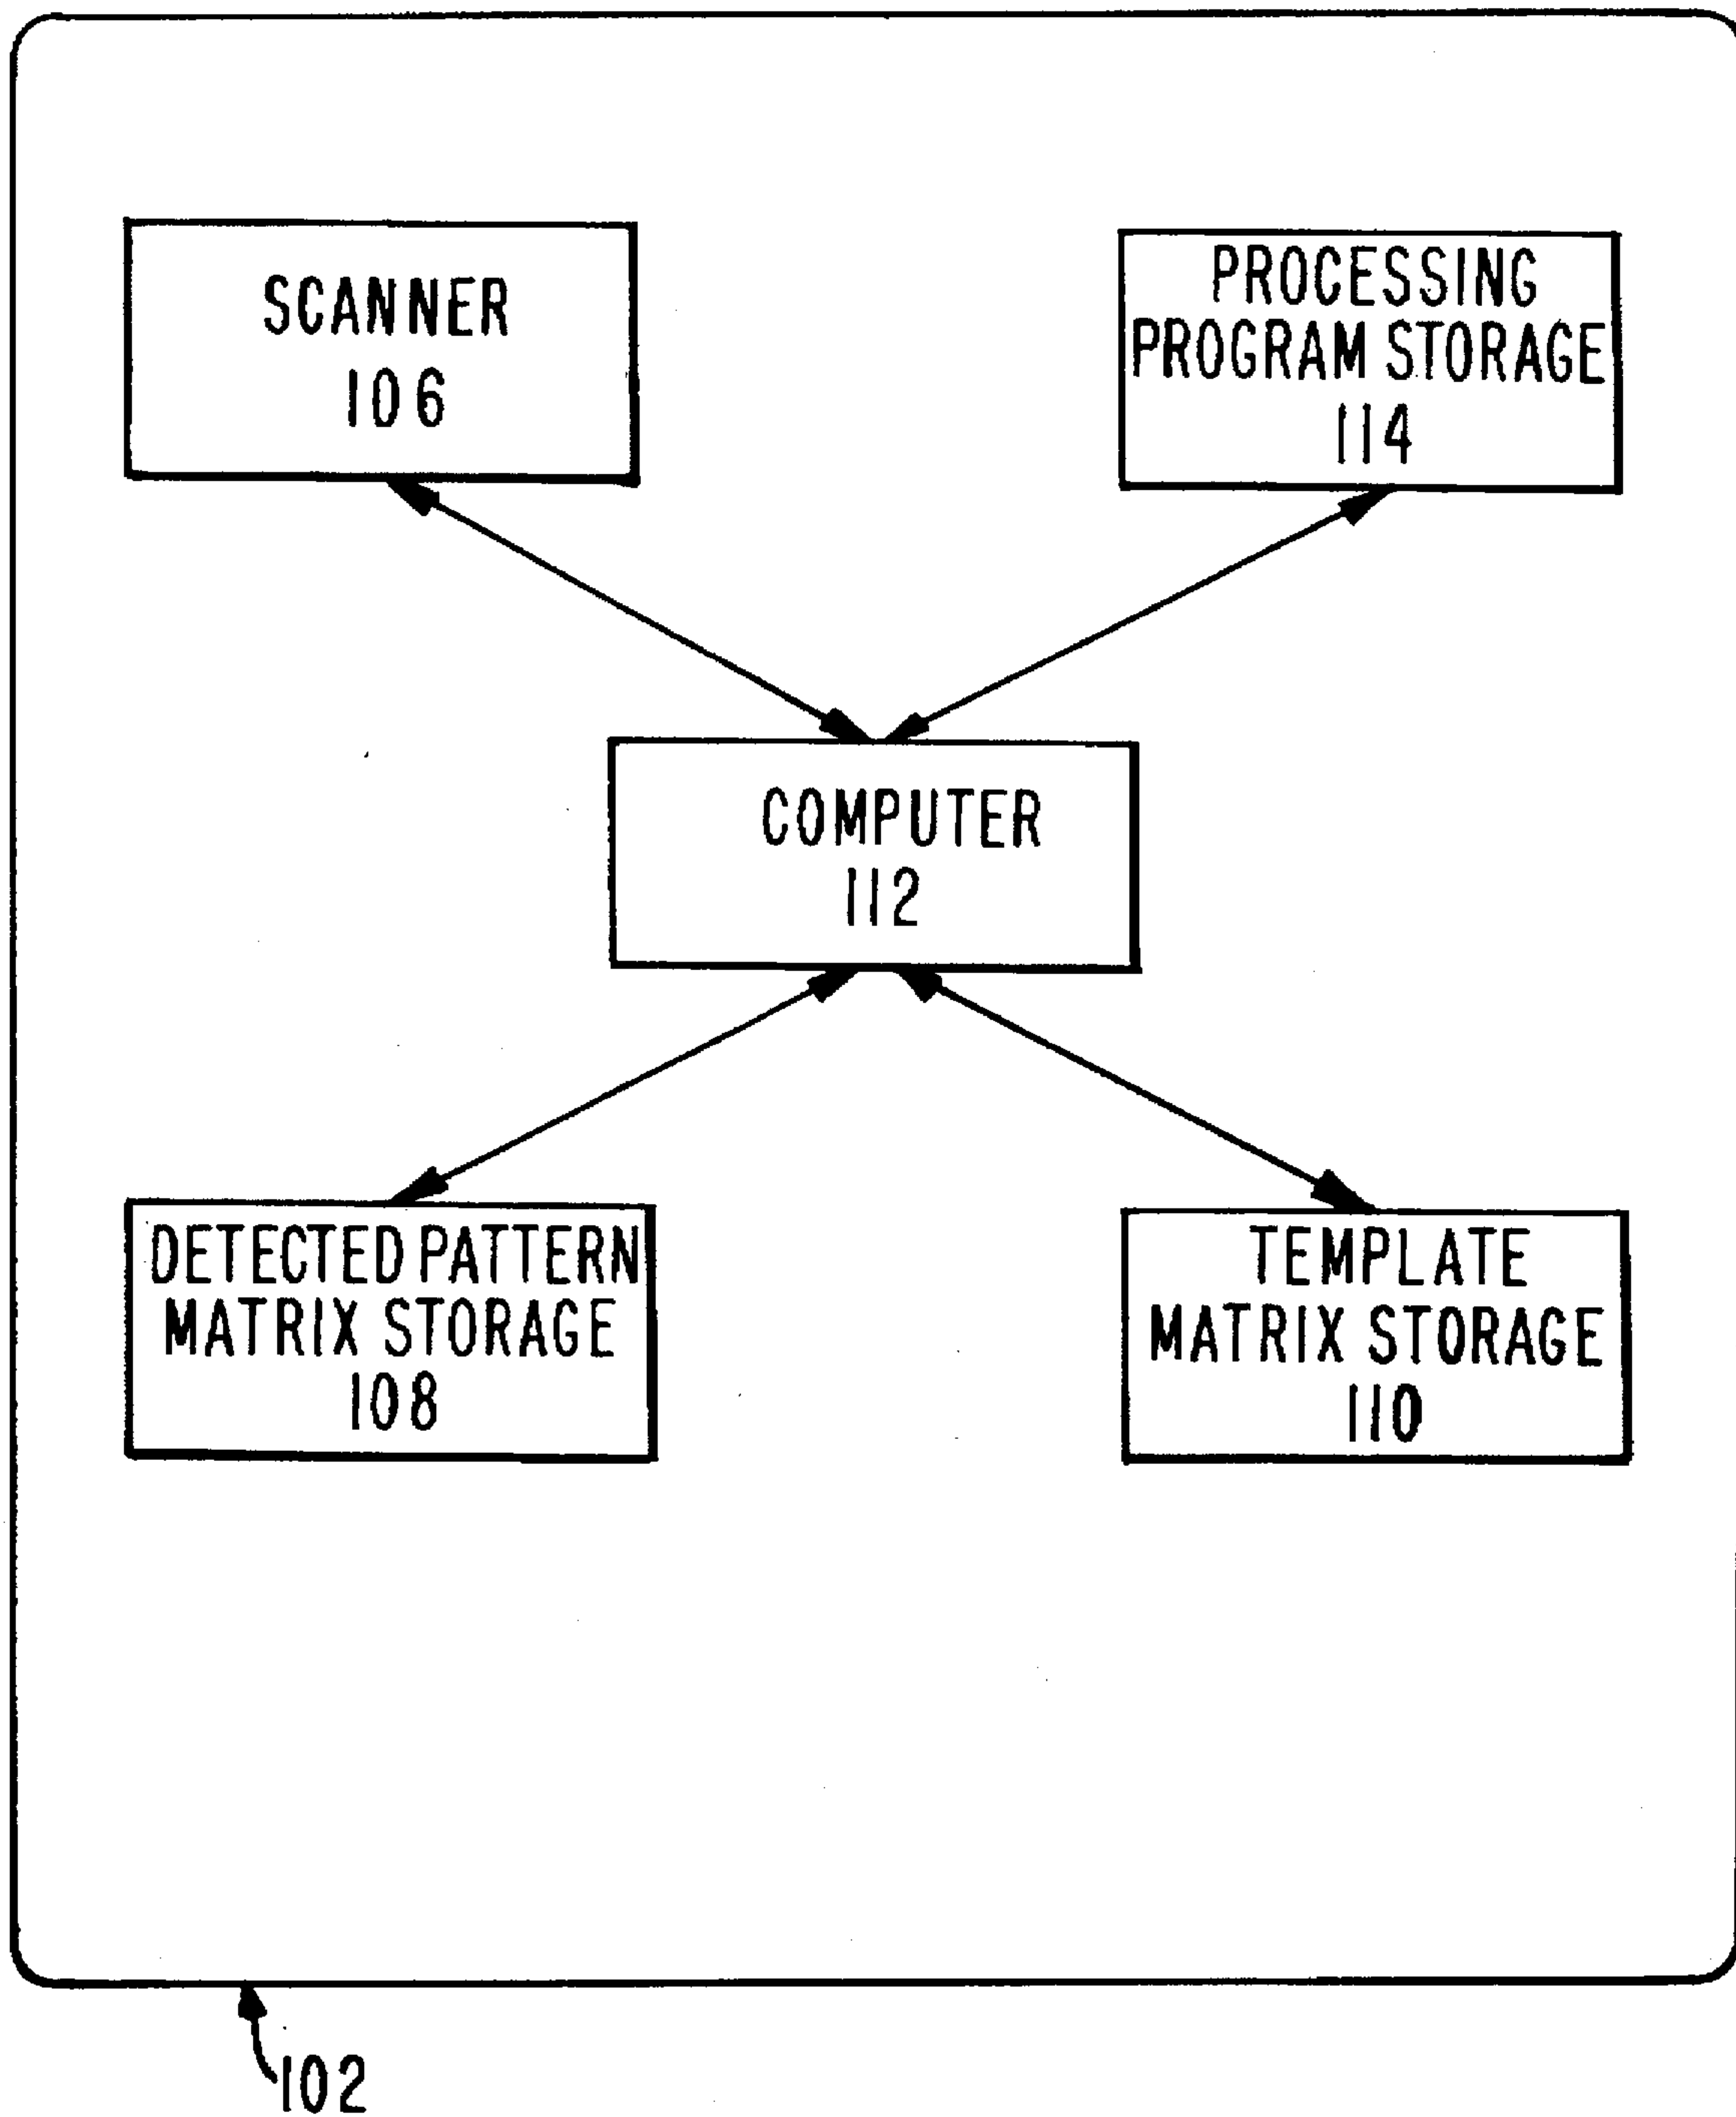 SCANNER
106
PROCESSING
PROGRAM STORAGE
114
COMPUTER
112
DETECTED PATTERN
MATRIX STORAGE
108
TEMPLATE
MATRIX STORAGE
110
102